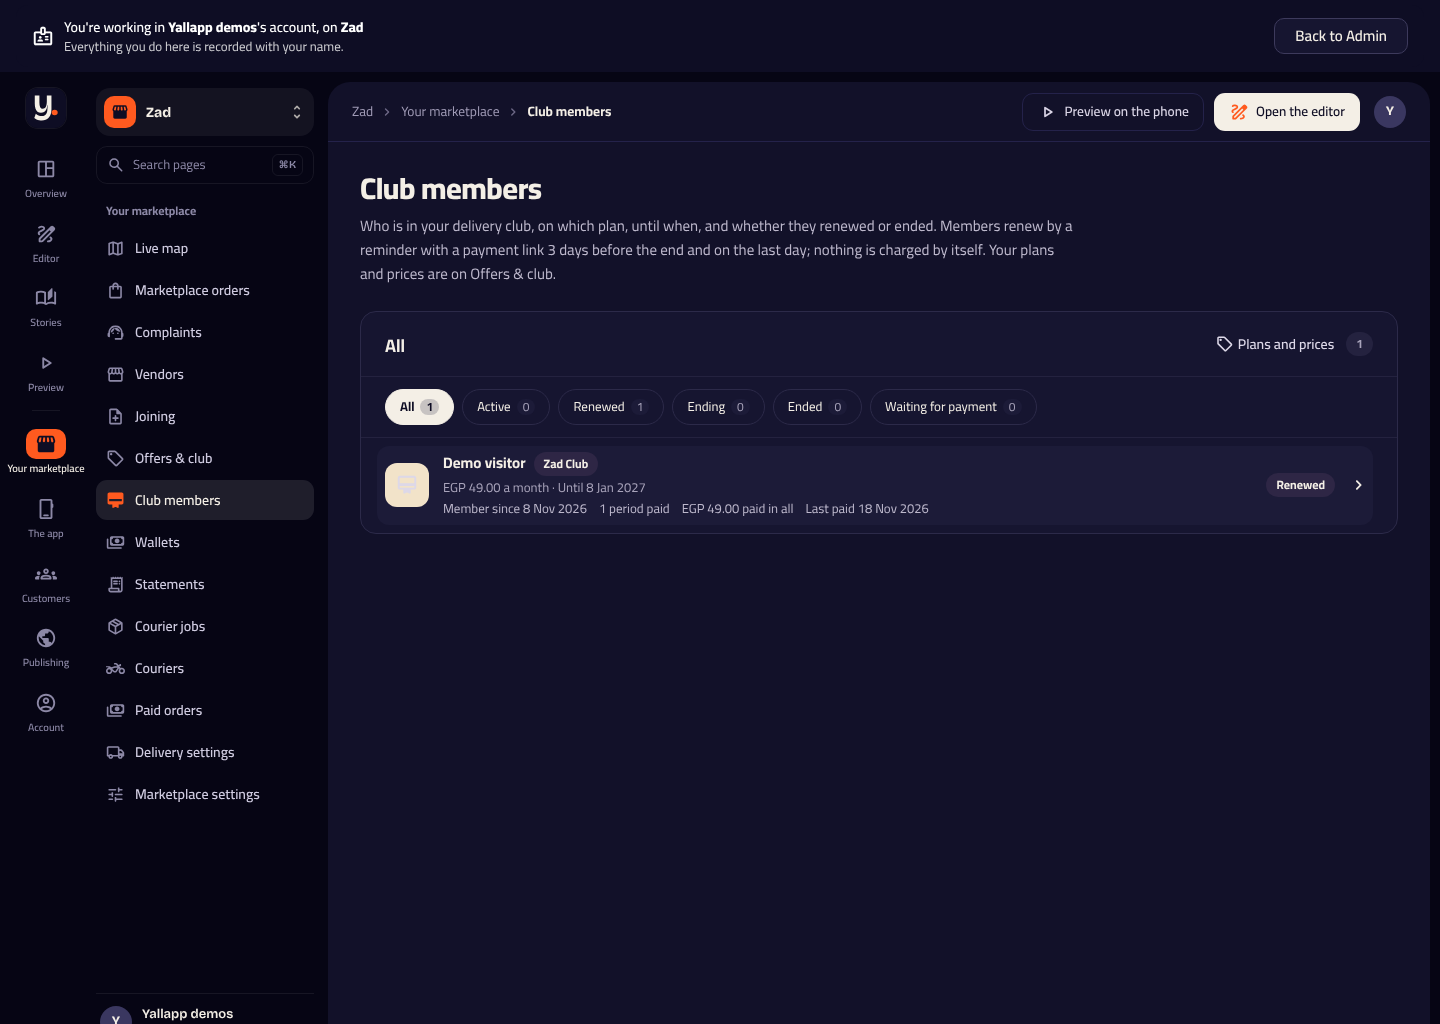 You're working in Yallapp demos's account, on Zad
Everything you do here is recorded with your name.
Back to Admin
y.
Zad
Search pages
⌘K
Overview
Editor
Stories
Preview
Your marketplace
The app
Customers
Publishing
Account
Your marketplace
Live map
Marketplace orders
Complaints
Vendors
Joining
Offers & club
Club members
Wallets
Statements
Courier jobs
Couriers
Paid orders
Delivery settings
Marketplace settings
Y
Yallapp demos
Zad > Your marketplace > Club members
Preview on the phone
Open the editor
Y
Club members
Who is in your delivery club, on which plan, until when, and whether they renewed or ended. Members renew by a
reminder with a payment link 3 days before the end and on the last day; nothing is charged by itself. Your plans
and prices are on Offers & club.
All
Plans and prices 1
All 1
Active 0
Renewed 1
Ending 0
Ended 0
Waiting for payment 0
Demo visitor Zad Club
EGP 49.00 a month · Until 8 Jan 2027
Member since 8 Nov 2026 1 period paid EGP 49.00 paid in all Last paid 18 Nov 2026
Renewed